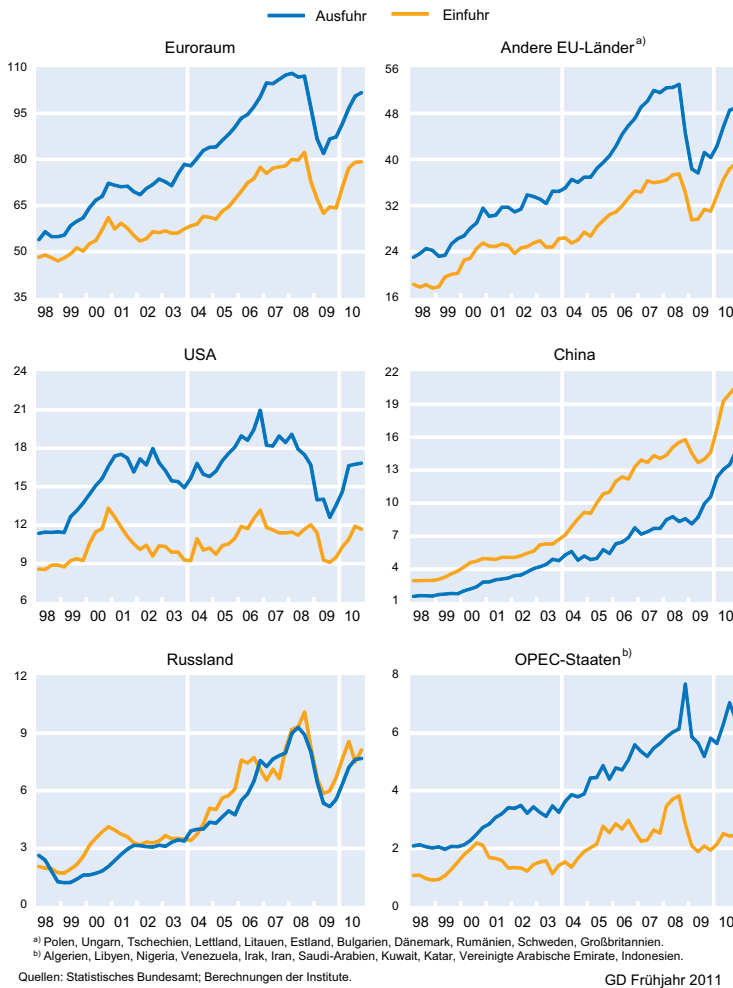 Ausfuhr Einfuhr
Euroraum Andere EU-Länder a)
110 95 80 65 50 35
98 99 00 01 02 03 04 05 06 07 08 09 10
56 48 40 32 24 16
98 99 00 01 02 03 04 05 06 07 08 09 10
USA China
24 21 18 15 12 9 6
98 99 00 01 02 03 04 05 06 07 08 09 10
22 19 16 13 10 7 4 1
98 99 00 01 02 03 04 05 06 07 08 09 10
Russland OPEC-Staaten b)
12 9 6 3 0
98 99 00 01 02 03 04 05 06 07 08 09 10
8 6 4 2 0
98 99 00 01 02 03 04 05 06 07 08 09 10
a) Polen, Ungarn, Tschechien, Lettland, Litauen, Estland, Bulgarien, Dänemark, Rumänien, Schweden, Großbritannien.
b) Algerien, Libyen, Nigeria, Venezuela, Irak, Iran, Saudi-Arabien, Kuwait, Katar, Vereinigte Arabische Emirate, Indonesien.
Quellen: Statistisches Bundesamt; Berechnungen der Institute.
GD Frühjahr 2011